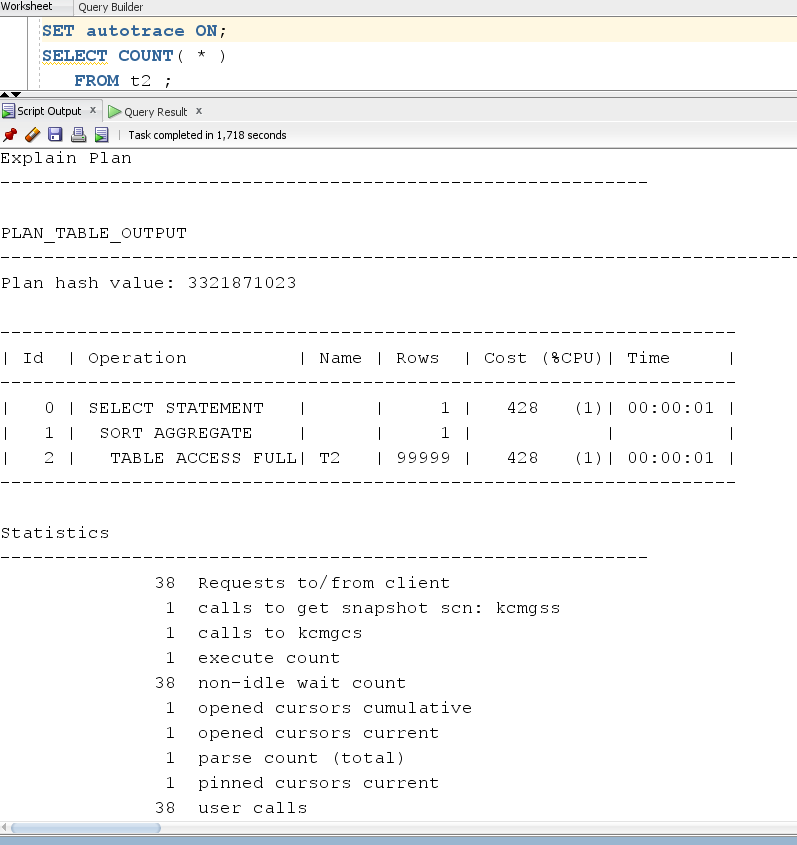 Worksheet Query Builder
SET autotrace ON;
SELECT COUNT( * )
FROM t2 ;
Script Output x Query Result x
Task completed in 1,718 seconds
Explain Plan
-----------------------------------------------------------
PLAN_TABLE_OUTPUT
-------------------------------------------------------------------------
Plan hash value: 3321871023
-------------------------------------------------------------------
| Id  | Operation          | Name | Rows  | Cost (%CPU)| Time     |
-------------------------------------------------------------------
|   0 | SELECT STATEMENT   |      |     1 |   428   (1)| 00:00:01 |
|   1 |  SORT AGGREGATE    |      |     1 |            |          |
|   2 |   TABLE ACCESS FULL| T2   | 99999 |   428   (1)| 00:00:01 |
-------------------------------------------------------------------
Statistics
-----------------------------------------------------------
38 Requests to/from client
1 calls to get snapshot scn: kcmgss
1 calls to kcmgcs
1 execute count
38 non-idle wait count
1 opened cursors cumulative
1 opened cursors current
1 parse count (total)
1 pinned cursors current
38 user calls